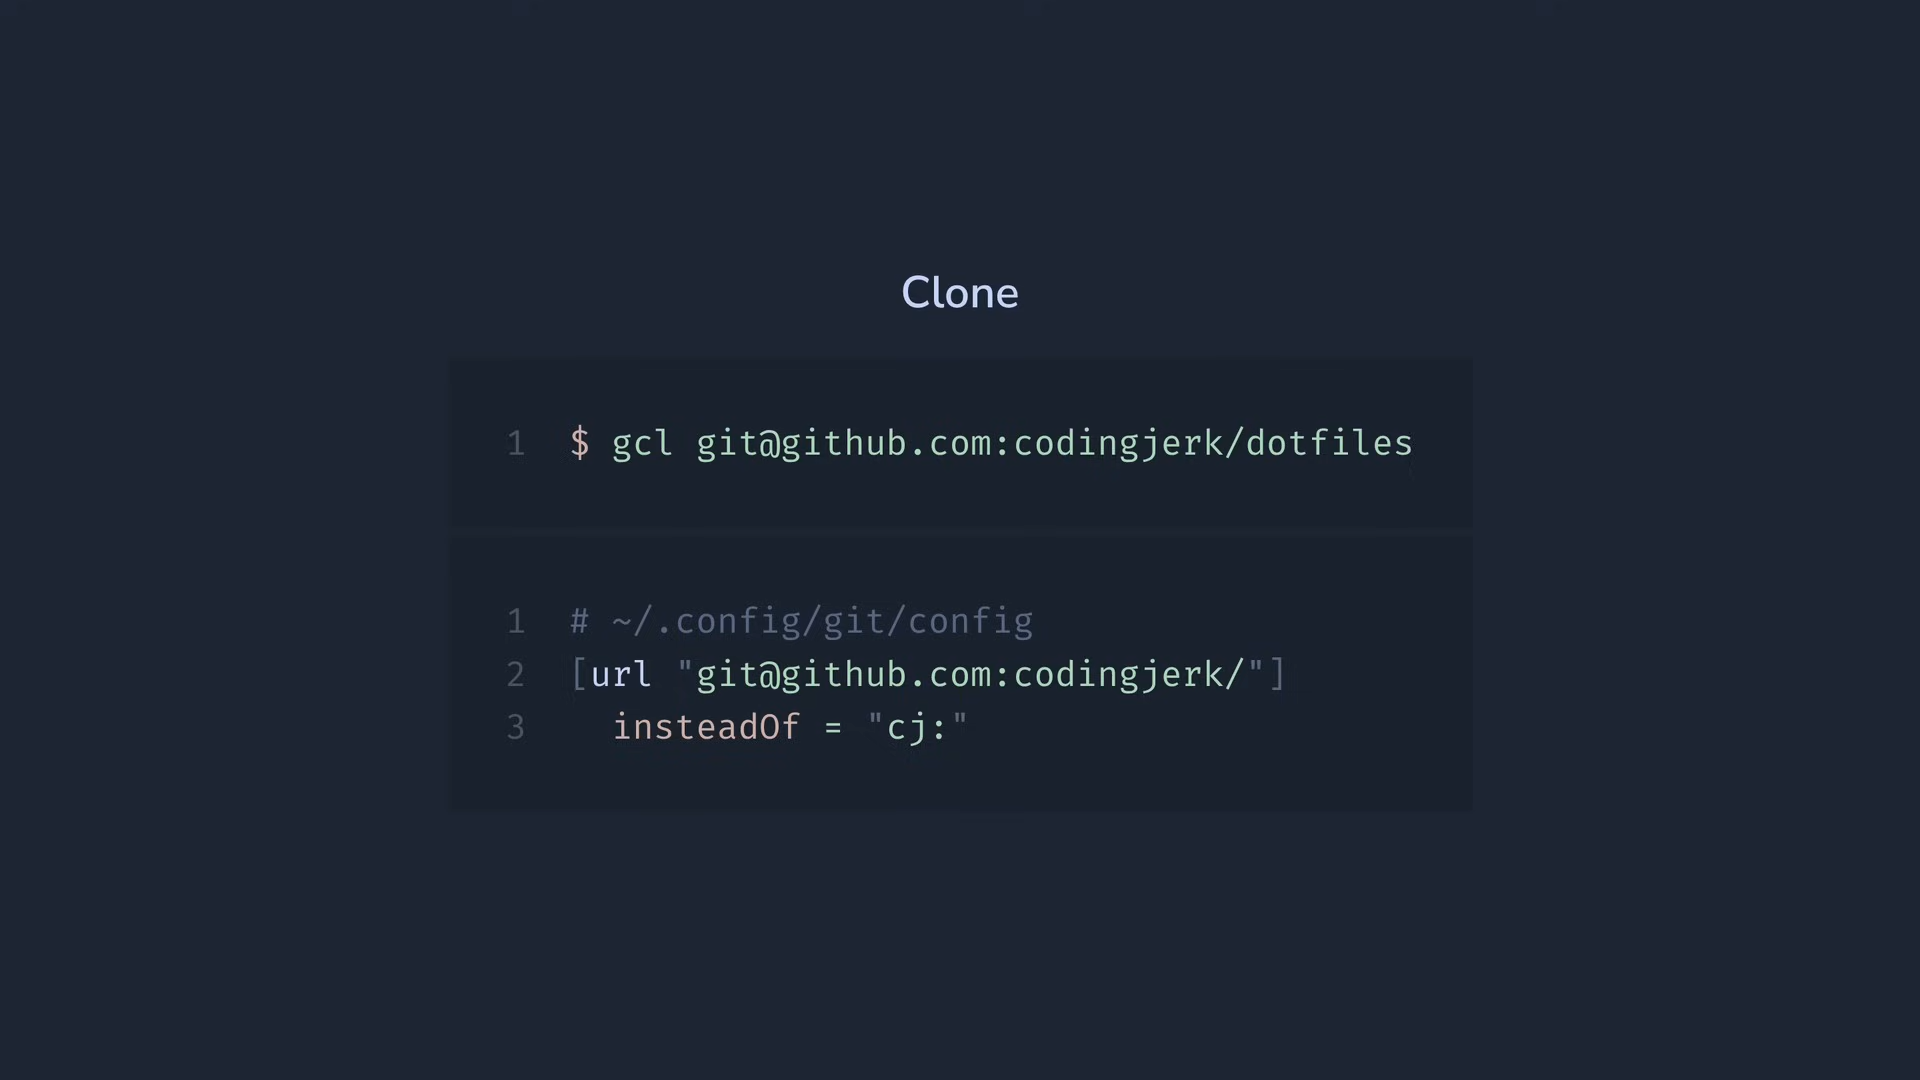 Clone
1 $ gcl git@github.com:codingjerk/dotfiles
1 # ~/.config/git/config
2 [url "git@github.com:codingjerk/"]
3 insteadOf = "cj:"